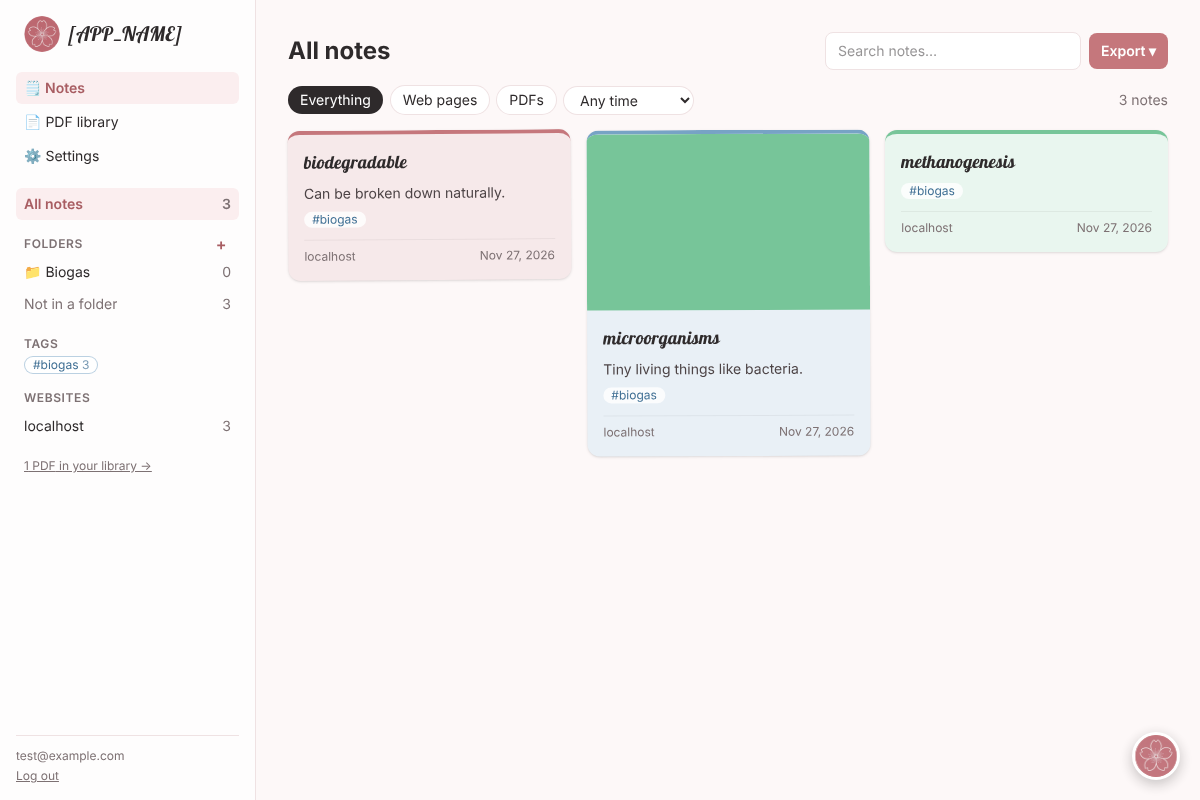 [APP_NAME]
🗒️ Notes
📄 PDF library
⚙️ Settings
All notes 3
FOLDERS +
📁 Biogas 0
Not in a folder 3
TAGS
#biogas 3
WEBSITES
localhost 3
1 PDF in your library →
test@example.com
Log out
All notes
Search notes...
Export ▾
Everything Web pages PDFs Any time
3 notes
biodegradable
Can be broken down naturally.
#biogas
localhost Nov 27, 2026
microorganisms
Tiny living things like bacteria.
#biogas
localhost Nov 27, 2026
methanogenesis
#biogas
localhost Nov 27, 2026